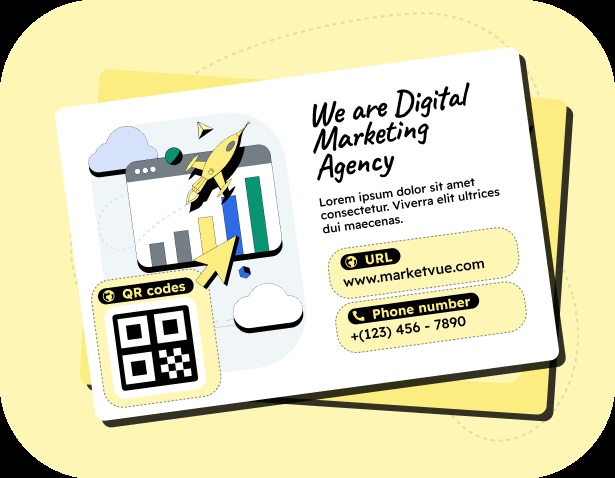 We are Digital
Marketing
Agency
Lorem ipsum dolor sit amet
consectetur. Viverra elit ultrices
dui maecenas.
URL
www.marketvue.com
Phone number
+(123) 456 - 7890
QR codes